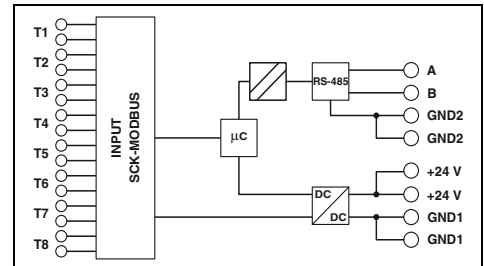 T1
T2
T3
T4
T5
T6
T7
T8
INPUT
SCK-MODBUS
µC
RS-485
DC
DC
A
B
GND2
GND2
+24 V
+24 V
GND1
GND1